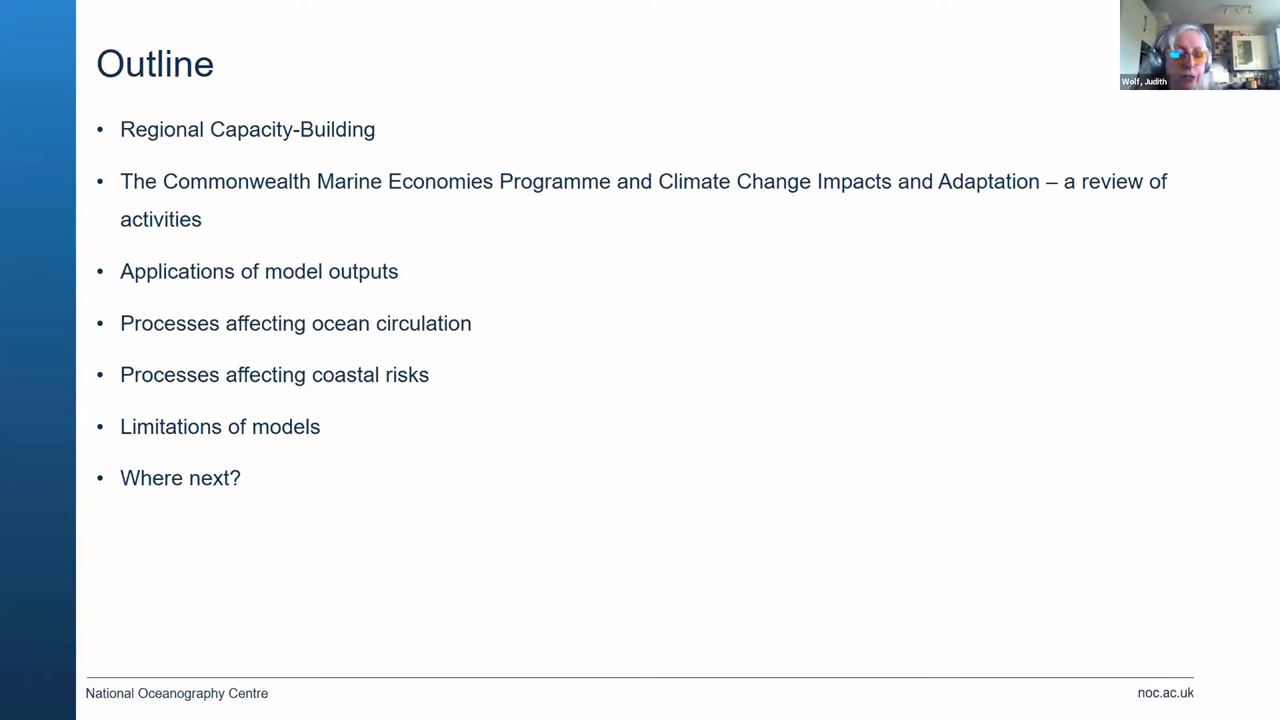 Outline
Wolf, Judith
• Regional Capacity-Building
• The Commonwealth Marine Economies Programme and Climate Change Impacts and Adaptation – a review of
activities
• Applications of model outputs
• Processes affecting ocean circulation
• Processes affecting coastal risks
• Limitations of models
• Where next?
National Oceanography Centre
noc.ac.uk